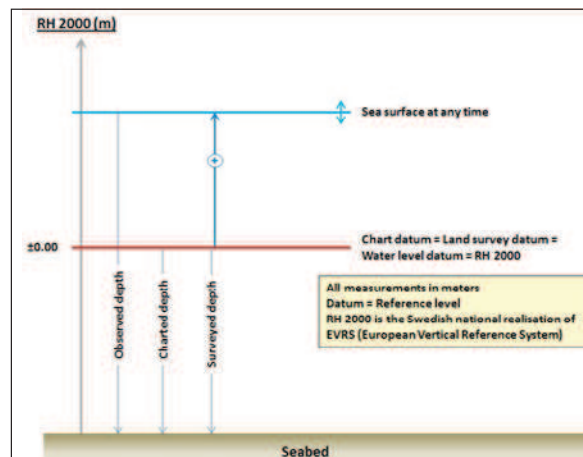 RH 2000 (m)
Sea surface at any time
+
±0.00
Chart datum = Land survey datum =
Water level datum = RH 2000
Observed depth
Charted depth
Surveyed depth
All measurements in meters
Datum = Reference level
RH 2000 is the Swedish national realisation of
EVRS (European Vertical Reference System)
Seabed